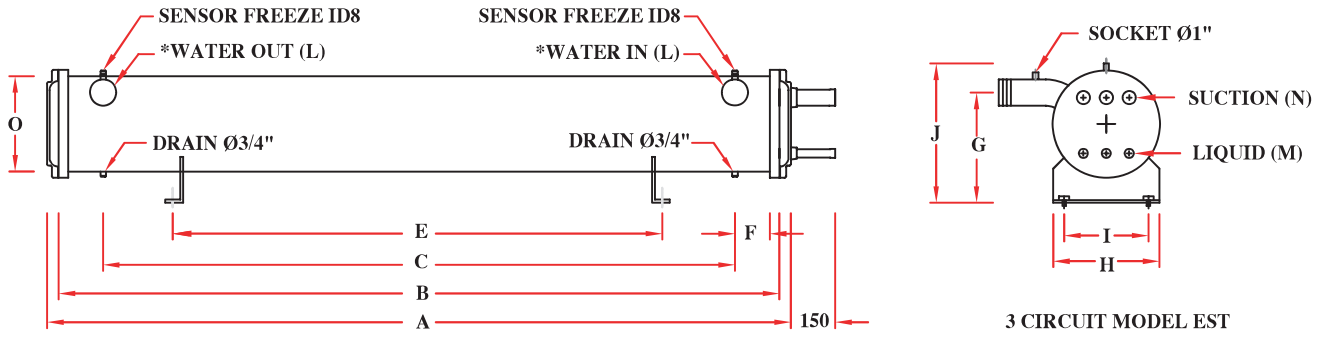 SENSOR FREEZE ID8
SENSOR FREEZE ID8
SOCKET Ø1"
*WATER OUT (L)
*WATER IN (L)
SUCTION (N)
O
J
G
DRAIN Ø3/4"
DRAIN Ø3/4"
LIQUID (M)
E
F
I
C
H
B
A
150
3 CIRCUIT MODEL EST